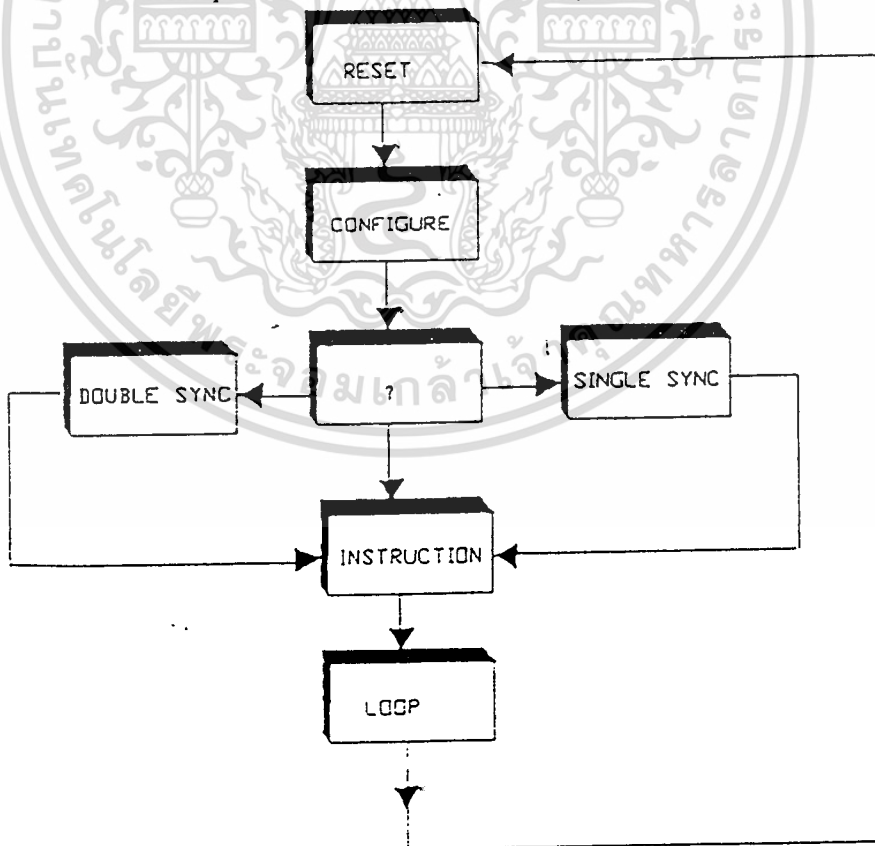 RESET
CONFIGURE
DOUBLE SYNC
?
SINGLE SYNC
INSTRUCTION
LOOP